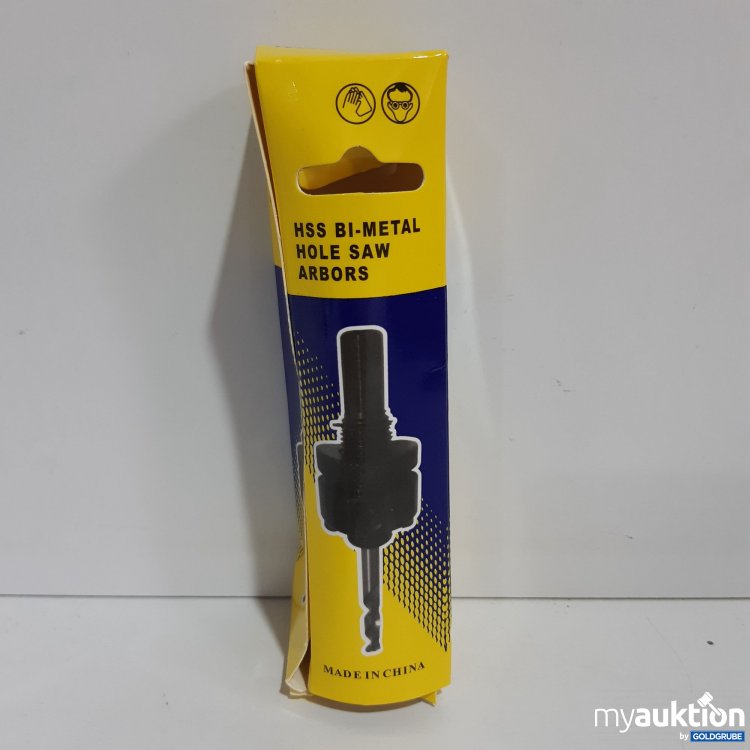 HSS BI-METAL
HOLE SAW
ARBORS
MADE IN CHINA
myauktion
by GOLDGRUBE